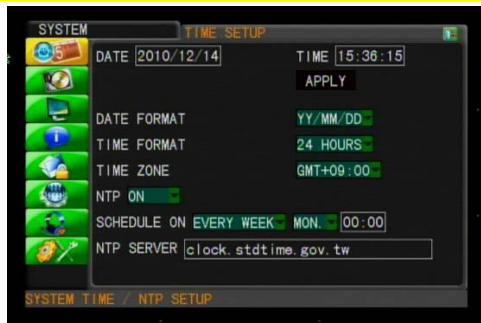 SYSTEM TIME SETUP
DATE 2010/12/14 TIME 15:36:15
APPLY
DATE FORMAT YY/MM/DD
TIME FORMAT 24 HOURS
TIME ZONE GMT+09:00
NTP ON
SCHEDULE ON EVERY WEEK MON. 00:00
NTP SERVER clock.stdtime.gov.tw
SYSTEM TIME / NTP SETUP